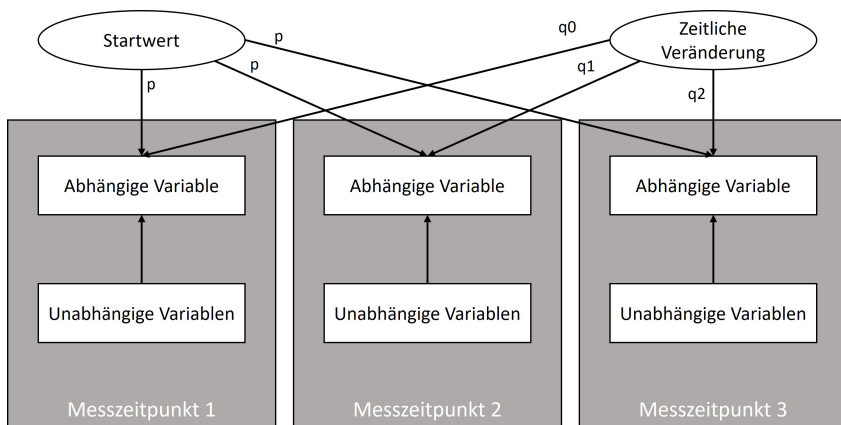 Startwert
Zeitliche
Veränderung
p
p
p
q0
q1
q2
Abhängige Variable
Abhängige Variable
Abhängige Variable
Unabhängige Variablen
Unabhängige Variablen
Unabhängige Variablen
Messzeitpunkt 1
Messzeitpunkt 2
Messzeitpunkt 3